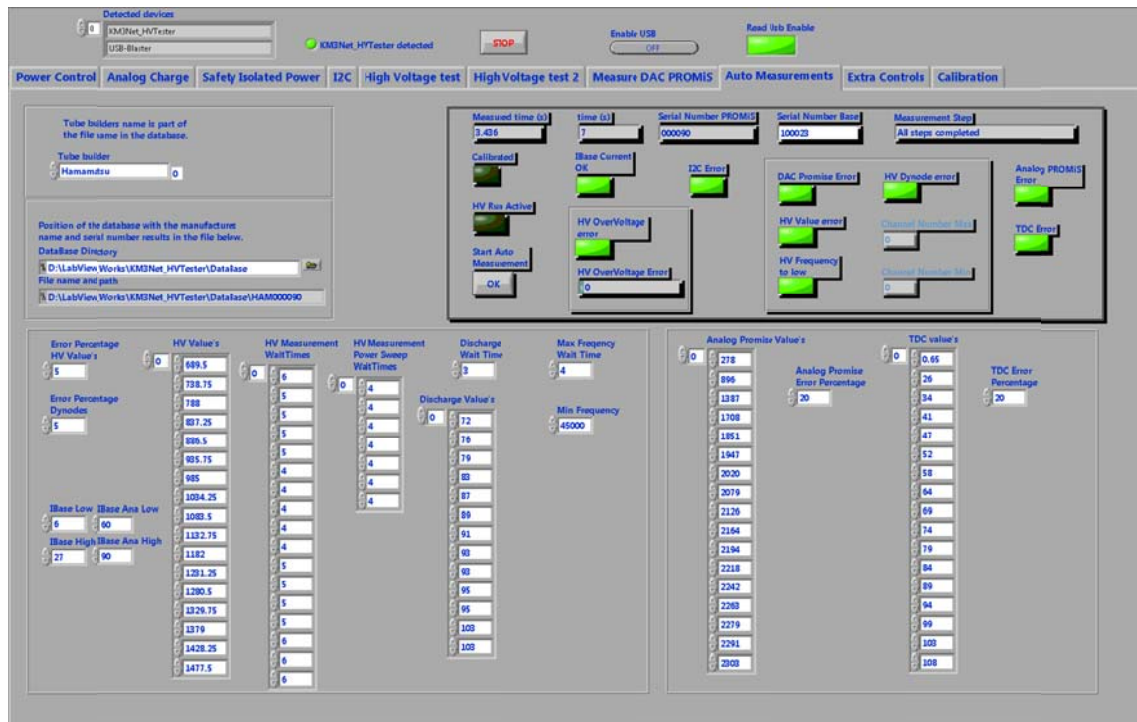 Detected devices
0
KM3Net_HVTester
USB-Blaster
KM3Net_HVTester detected
STOP
Enable USB
OFF
Read Usb Enable
Power Control Analog Charge Safety Isolated Power I2C High Voltage test High Voltage test 2 Measure DAC PROMiS Auto Measurements Extra Controls Calibration
Tube builders name is part of
the file name in the database.
Tube builder
Hamamatsu 0
Position of the database with the manufactures
name and serial number results in the file below.
DataBase Directory
D:\LabView Works\KM3Net_HVTester\DataBase
File name and path
D:\LabView Works\KM3Net_HVTester\DataBase\HAM000090
Measured time (s) time (s) Serial Number PROMiS Serial Number Base Measurement Step
3.436 7 000090 100023 All steps completed
Calibrated
IBase Current
OK
I2C Error
HV Run Active
Start Auto
Measurement
OK
HV OverVoltage
error
HV OverVoltage Error
0
DAC Promise Error
HV Dynode error
HV Value error
Channel Number Max
0
HV Frequency
to low
Channel Number Min
0
Analog PROMiS
Error
TDC Error
Error Percentage
HV Value's
5
Error Percentage
Dynodes
5
IBase Low IBase Ana Low
6 60
IBase High IBase Ana High
27 90
HV Value's
0
689.5
738.75
788
837.25
886.5
935.75
985
1034.25
1083.5
1132.75
1182
1231.25
1280.5
1329.75
1379
1428.25
1477.5
HV Measurement
WaitTimes
0
6
5
5
5
5
4
4
4
4
4
5
5
5
5
6
6
6
HV Measurement
Power Sweep
WaitTimes
0
4
4
4
4
4
4
4
Discharge
Wait Time
3
Discharge Value's
0
72
76
79
83
87
89
91
93
93
95
95
103
103
Max Freqency
Wait Time
4
Min Frequency
45000
Analog Promise Value's
0
278
896
1387
1708
1851
1947
2020
2079
2126
2164
2194
2218
2242
2263
2279
2291
2303
Analog Promise
Error Percentage
20
TDC value's
0
0.65
26
34
41
47
52
58
64
69
74
79
84
89
94
99
103
108
TDC Error
Percentage
20